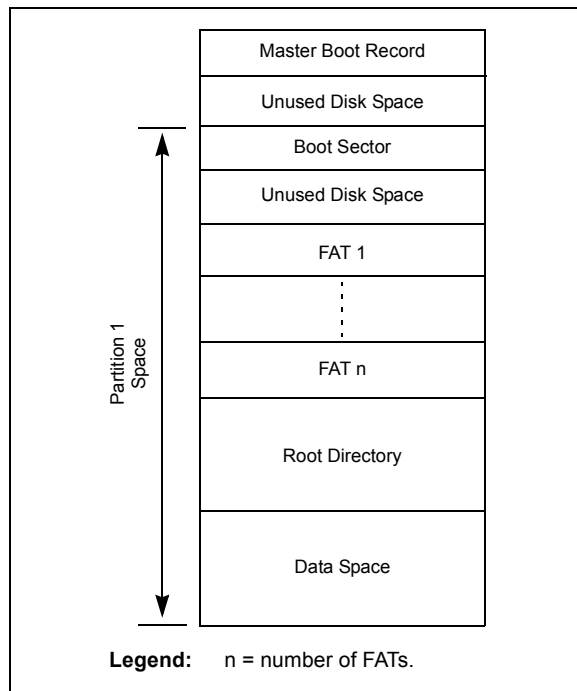 Master Boot Record
Unused Disk Space
Boot Sector
Unused Disk Space
FAT 1
FAT n
Root Directory
Data Space
Partition 1
Space
Legend: n = number of FATs.